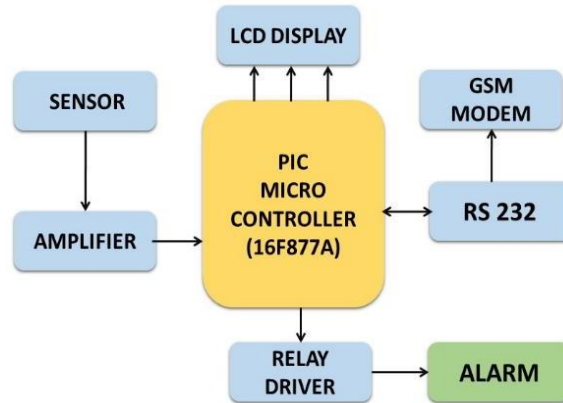 LCD DISPLAY
SENSOR
GSM
MODEM
PIC
MICRO
CONTROLLER
(16F877A)
RS 232
AMPLIFIER
RELAY
DRIVER
ALARM